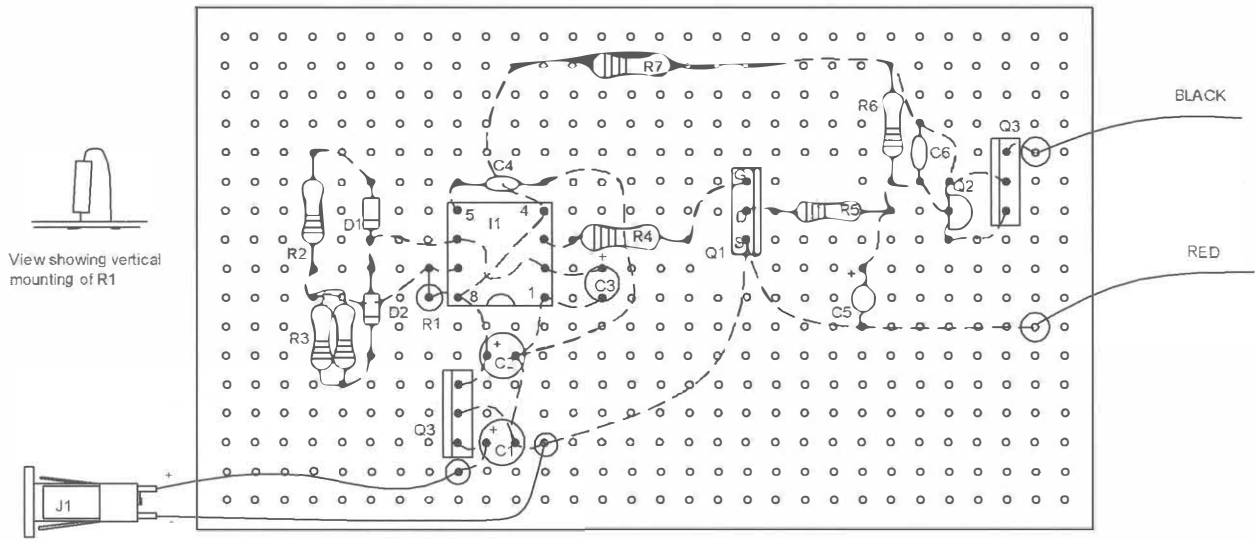 R7
BLACK
R6
Q3
C6
C4
Q2
G
5
4
D1
I1
D
R5
R2
R4
S
View showing vertical
mounting of R1
Q1
RED
+
+
C3
8
1
D2
R1
C5
R3
+
C2
Q3
+
C1
+
J1
-